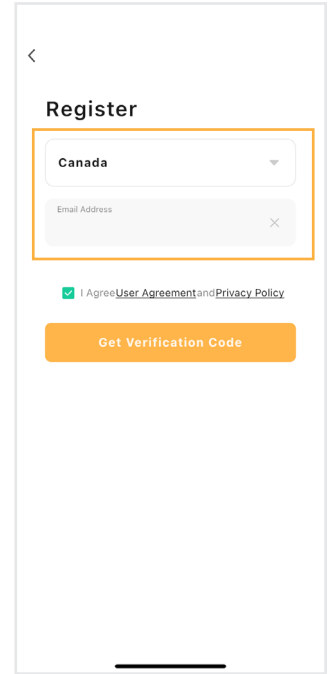 Register
Canada
Email Address
I AgreeUser AgreementandPrivacy Policy
Get Verification Code